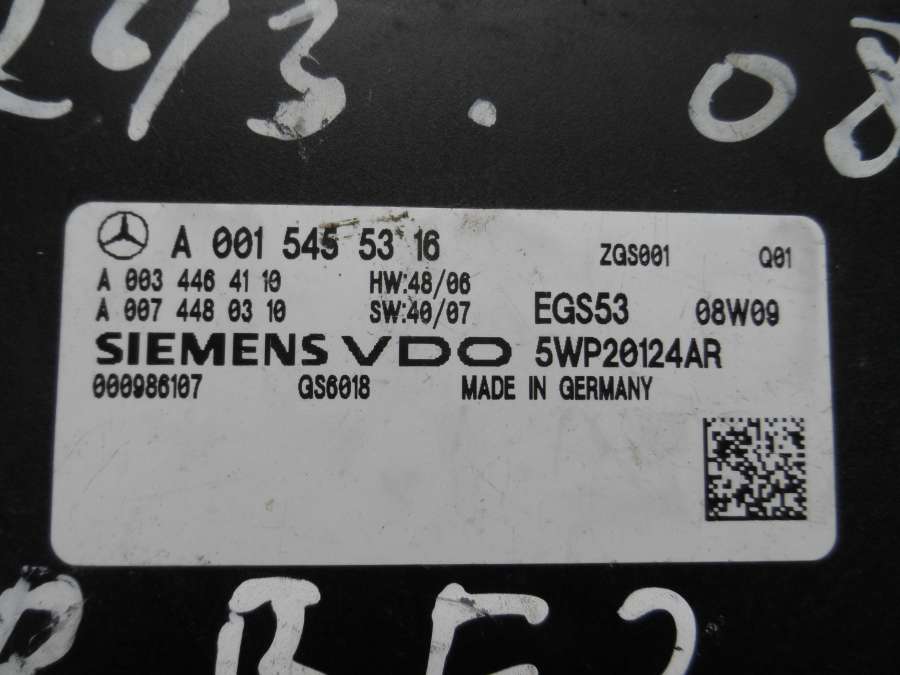 243.08
A 001 545 53 16 ZGS001 Q01
A 003 446 41 10 HW:48/06
A 007 448 03 10 SW:40/07 EGS53 08W09
SIEMENS VDO 5WP20124AR
000986107 GS6018 MADE IN GERMANY